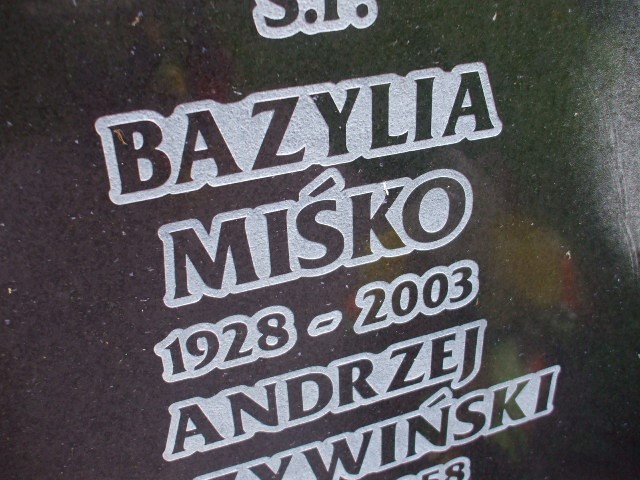 Ś.P.
BAZYLIA
MIŚKO
1928 - 2003
ANDRZEJ